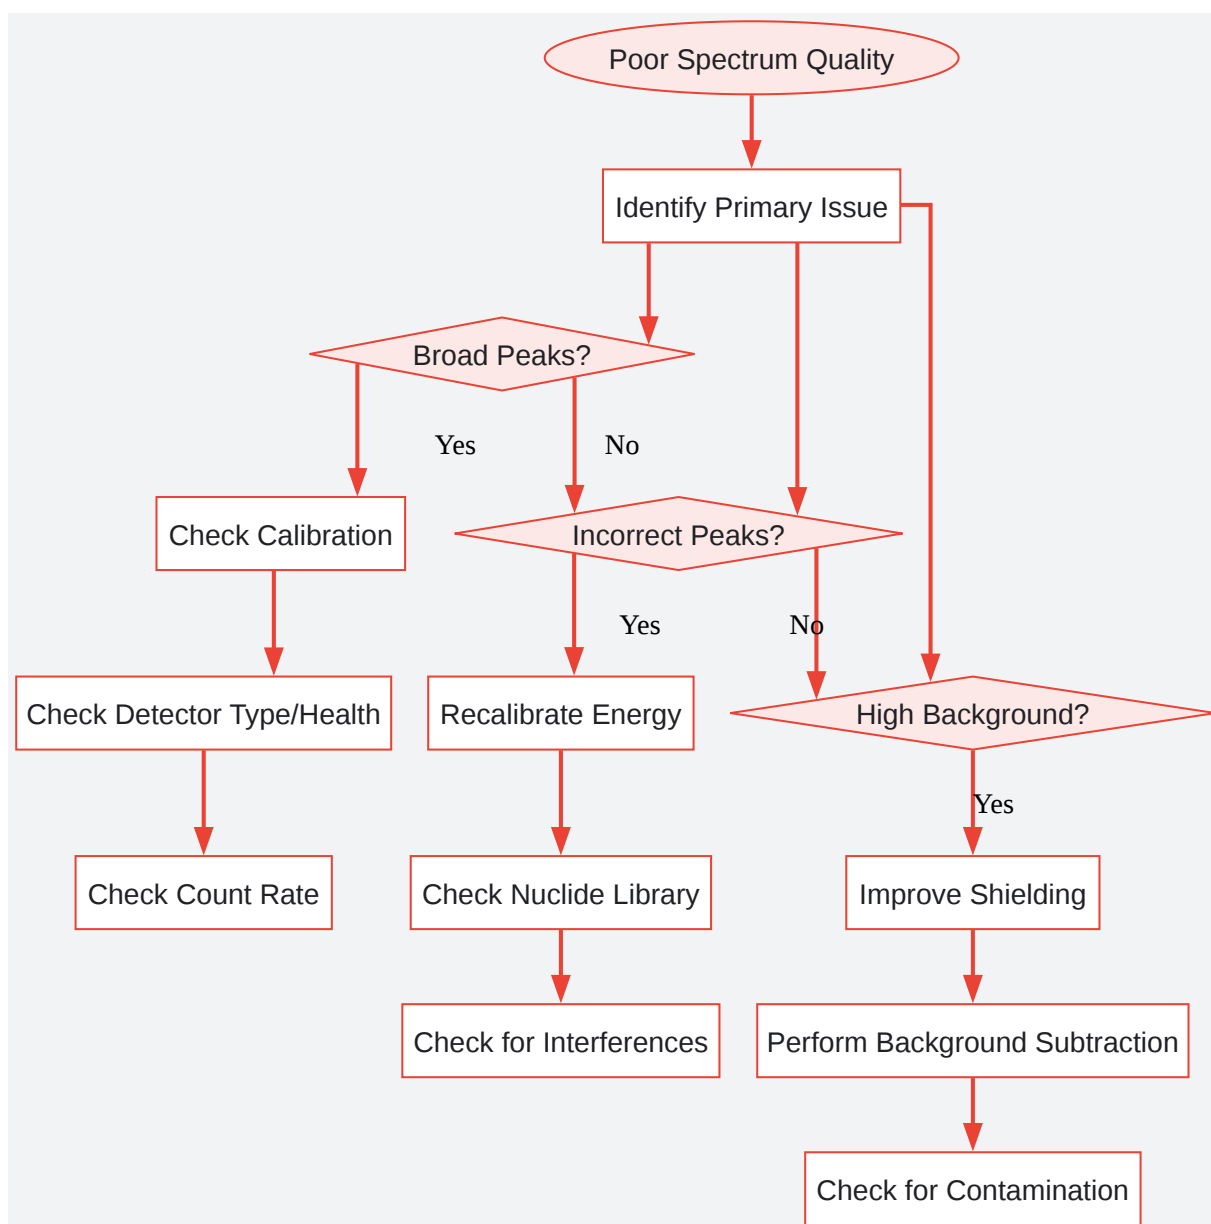 Poor Spectrum Quality
Identify Primary Issue
Broad Peaks?
Yes
No
Check Calibration
Incorrect Peaks?
Yes
No
Check Detector Type/Health
Recalibrate Energy
High Background?
Yes
Check Count Rate
Check Nuclide Library
Improve Shielding
Check for Interferences
Perform Background Subtraction
Check for Contamination